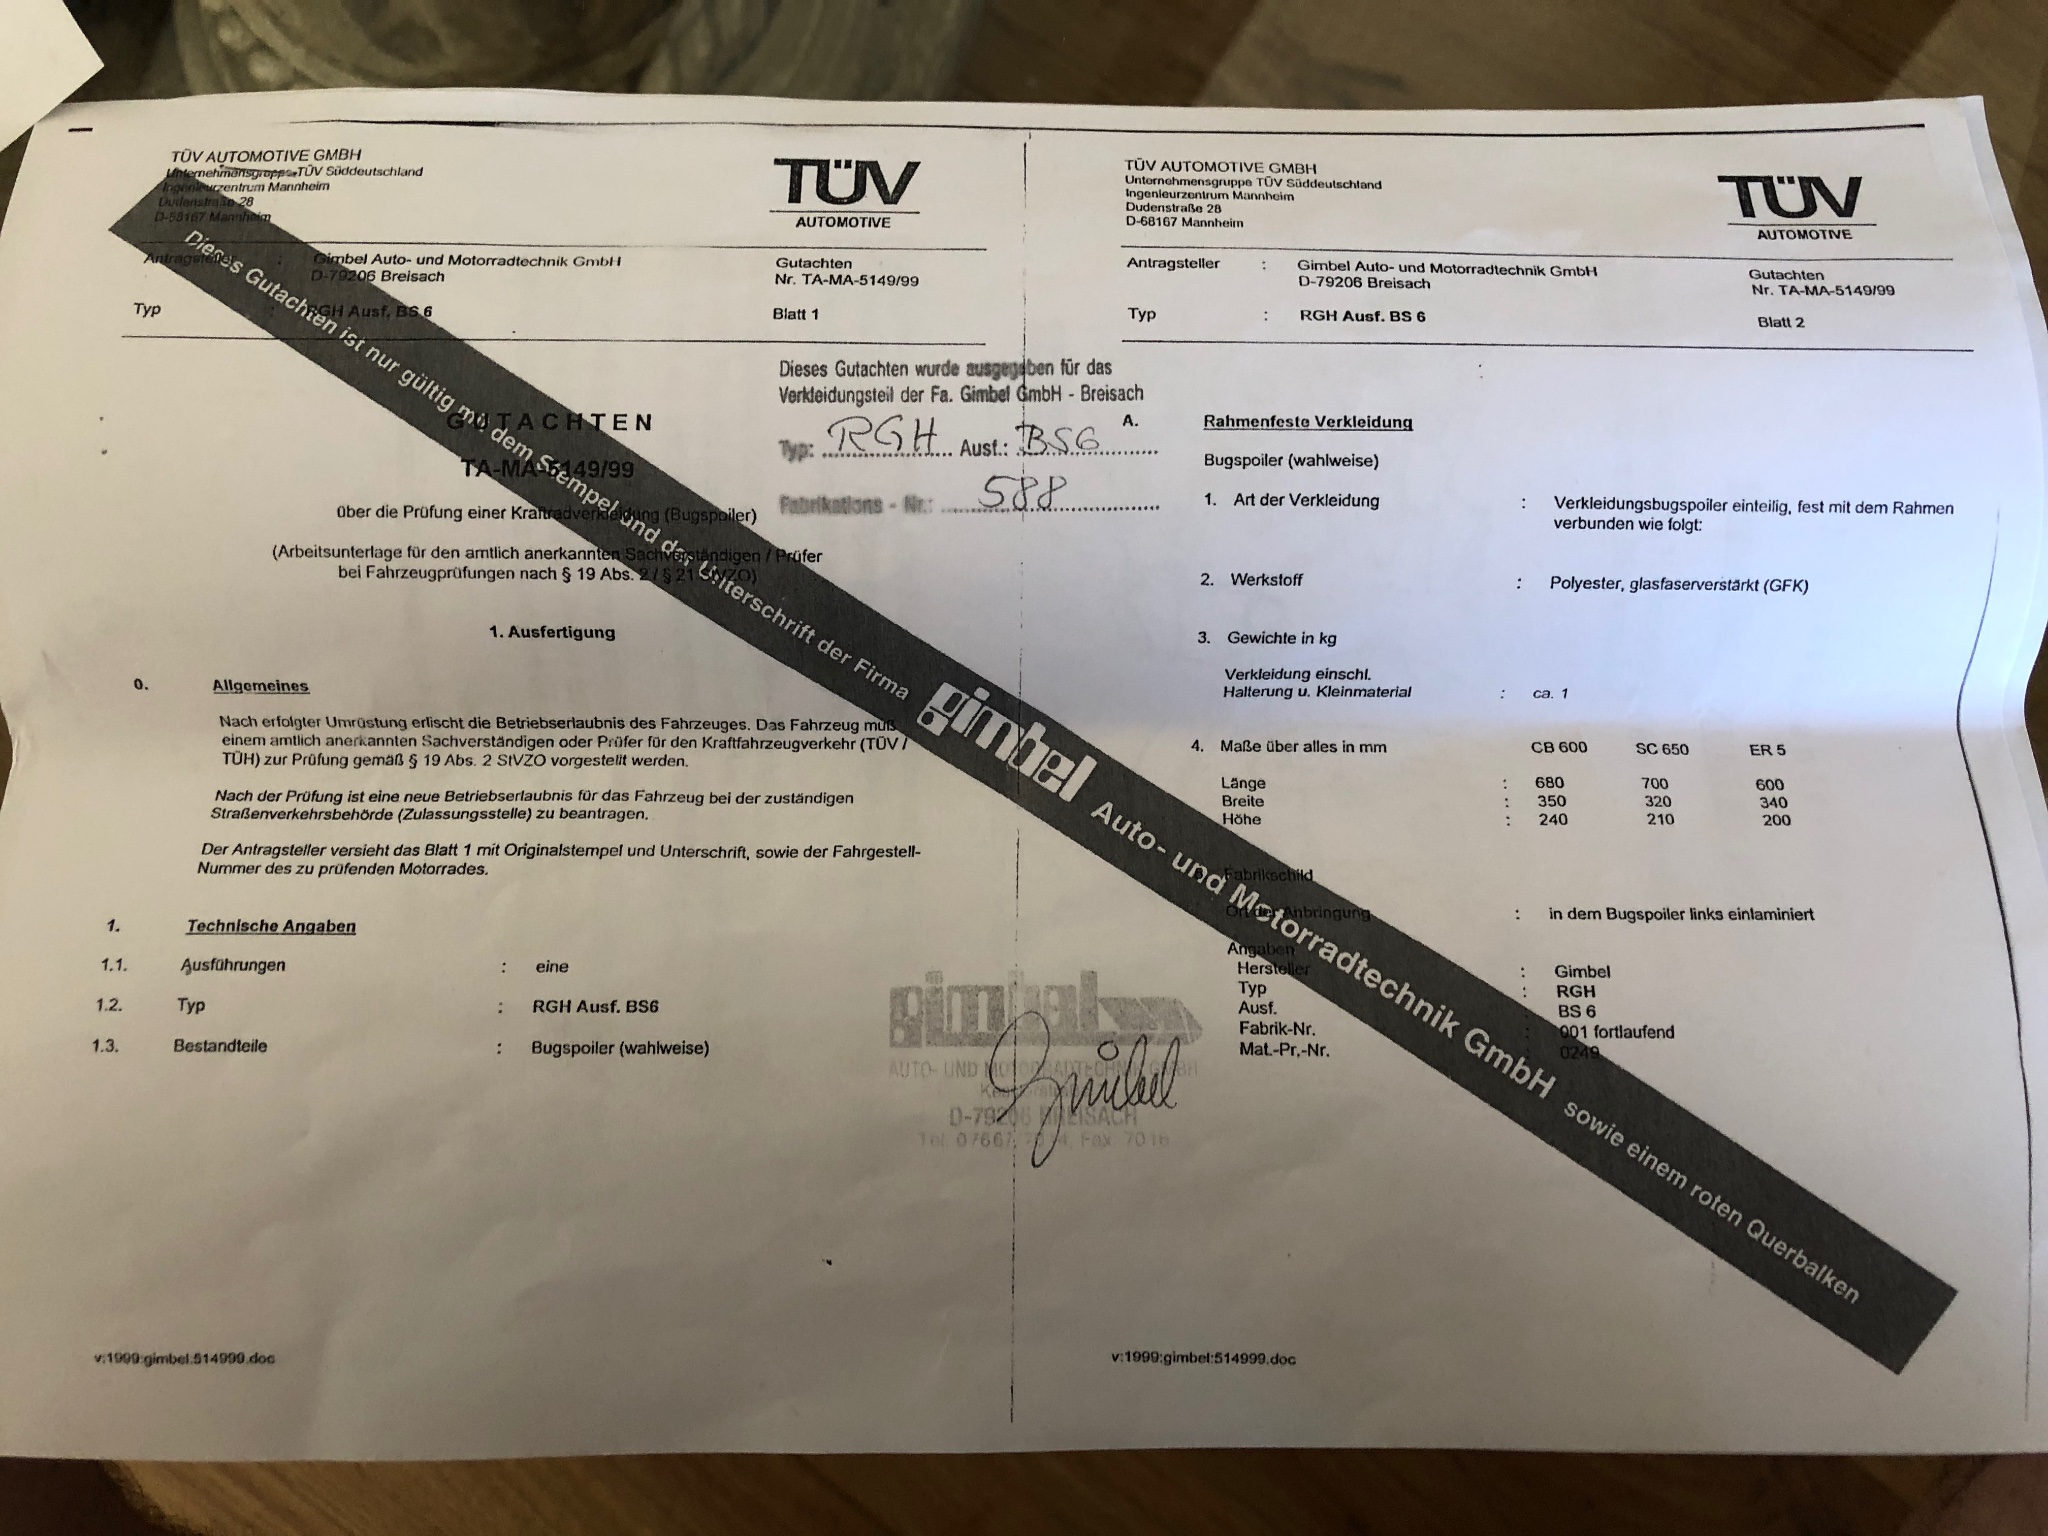 TÜV AUTOMOTIVE GMBH
Unternehmensgruppe TÜV Süddeutschland
Ingenieurzentrum Mannheim
Dudenstraße 28
D-68167 Mannheim
TÜV
AUTOMOTIVE
Antragsteller : Gimbel Auto- und Motorradtechnik GmbH
D-79206 Breisach
Gutachten
Nr. TA-MA-5149/99
Typ : RGH Ausf. BS 6
Blatt 1
Dieses Gutachten wurde ausgegeben für das
Verkleidungsteil der Fa. Gimbel GmbH - Breisach
Typ: RGH Ausf.: BS6
Fabrikations - Nr.: 588
GUTACHTEN
TA-MA-5149/99
über die Prüfung einer Kraftradverkleidung (Bugspoiler)
(Arbeitsunterlage für den amtlich anerkannten Sachverständigen / Prüfer
bei Fahrzeugprüfungen nach § 19 Abs. 2 / § 21 StVZO)
1. Ausfertigung
0. Allgemeines
Nach erfolgter Umrüstung erlischt die Betriebserlaubnis des Fahrzeuges. Das Fahrzeug muß
einem amtlich anerkannten Sachverständigen oder Prüfer für den Kraftfahrzeugverkehr (TÜV /
TÜH) zur Prüfung gemäß § 19 Abs. 2 StVZO vorgestellt werden.
Nach der Prüfung ist eine neue Betriebserlaubnis für das Fahrzeug bei der zuständigen
Straßenverkehrsbehörde (Zulassungsstelle) zu beantragen.
Der Antragsteller versieht das Blatt 1 mit Originalstempel und Unterschrift, sowie der Fahrgestell-
Nummer des zu prüfenden Motorrades.
1. Technische Angaben
1.1. Ausführungen : eine
1.2. Typ : RGH Ausf. BS6
1.3. Bestandteile : Bugspoiler (wahlweise)
gimbel
AUTO- UND MOTORRADTECHNIK GMBH
D-79206 BREISACH
Gimbel
v:1999:gimbel:514999.doc
Dieses Gutachten ist nur gültig mit dem Stempel und der Unterschrift der Firma gimbel Auto- und Motorradtechnik GmbH sowie einem roten Querbalken
TÜV AUTOMOTIVE GMBH
Unternehmensgruppe TÜV Süddeutschland
Ingenieurzentrum Mannheim
Dudenstraße 28
D-68167 Mannheim
TÜV
AUTOMOTIVE
Antragsteller : Gimbel Auto- und Motorradtechnik GmbH
D-79206 Breisach
Gutachten
Nr. TA-MA-5149/99
Typ : RGH Ausf. BS 6
Blatt 2
A. Rahmenfeste Verkleidung
Bugspoiler (wahlweise)
1. Art der Verkleidung : Verkleidungsbugspoiler einteilig, fest mit dem Rahmen
verbunden wie folgt:
2. Werkstoff : Polyester, glasfaserverstärkt (GFK)
3. Gewichte in kg
Verkleidung einschl.
Halterung u. Kleinmaterial : ca. 1
4. Maße über alles in mm CB 600 SC 650 ER 5
Länge : 680 700 600
Breite : 350 320 340
Höhe : 240 210 200
Fabrikschild
Ort der Anbringung : in dem Bugspoiler links einlaminiert
Angaben
Hersteller : Gimbel
Typ : RGH
Ausf. : BS 6
Fabrik-Nr. : 001 fortlaufend
Mat.-Pr.-Nr. : 0249
v:1999:gimbel:514999.doc